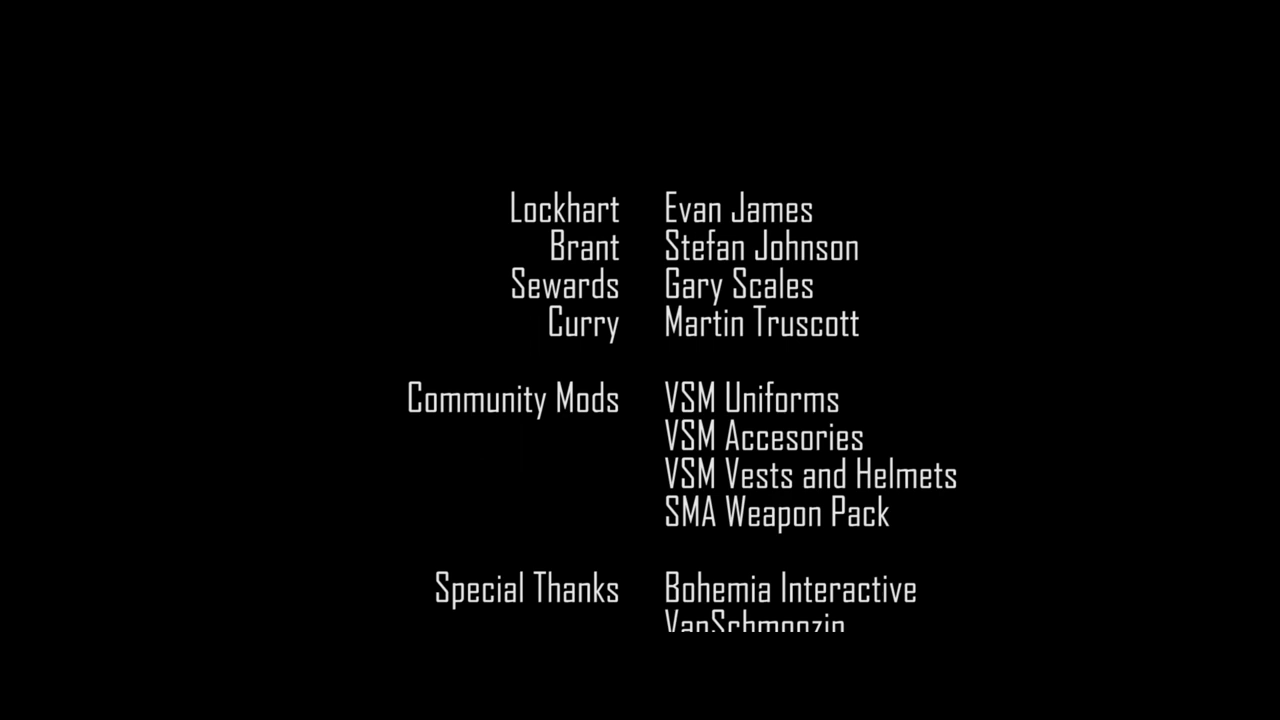 Lockhart Evan James
Brant Stefan Johnson
Sewards Gary Scales
Curry Martin Truscott
Community Mods VSM Uniforms
VSM Accesories
VSM Vests and Helmets
SMA Weapon Pack
Special Thanks Bohemia Interactive